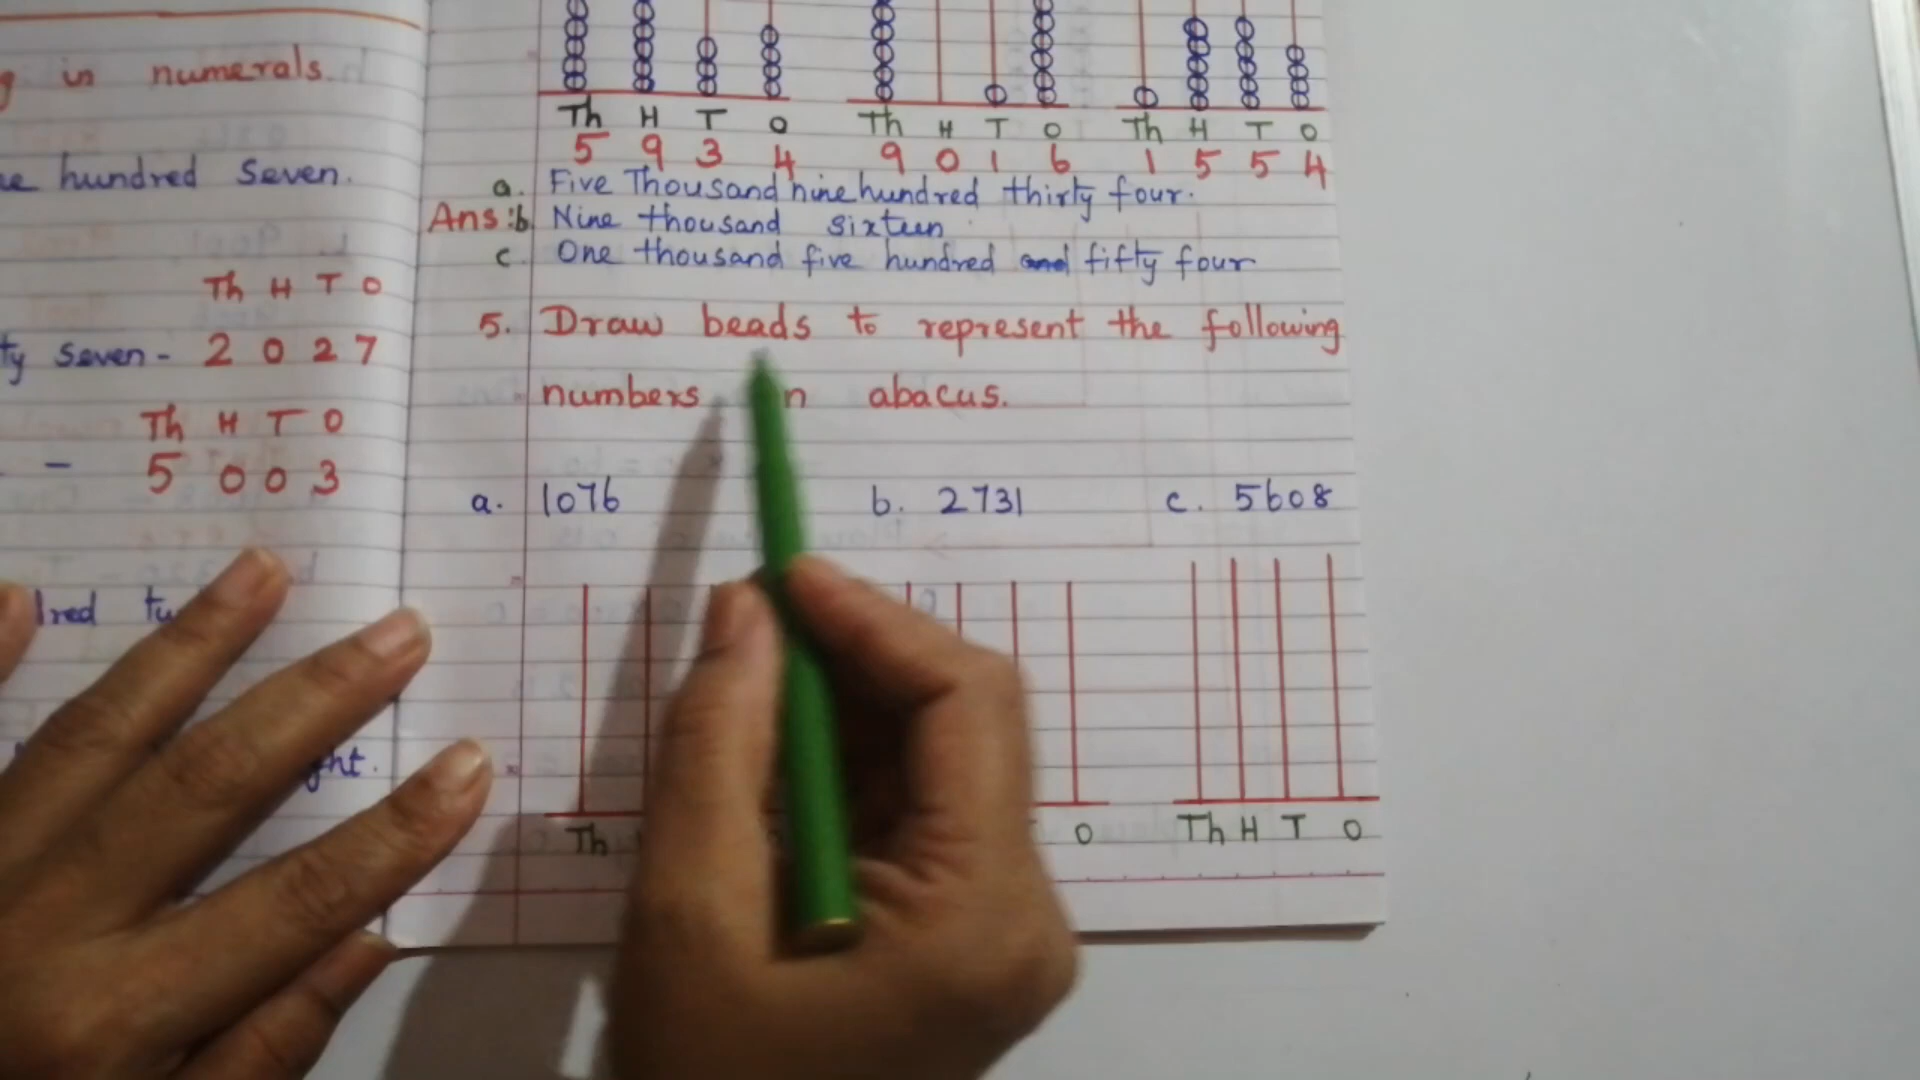 in numerals.
hundred seven.
Th H T O
seven - 2 0 2 7
Th H T O
- 5 0 0 3
Th H T O Th H T O Th H T O
5 9 3 4 9 0 1 6 1 5 5 4
a. Five Thousand nine hundred thirty four.
Ans: b. Nine thousand sixteen
c. One thousand five hundred and fifty four
5. Draw beads to represent the following
numbers abacus.
a. 1076 b. 2731 c. 5608
Th O Th H T O